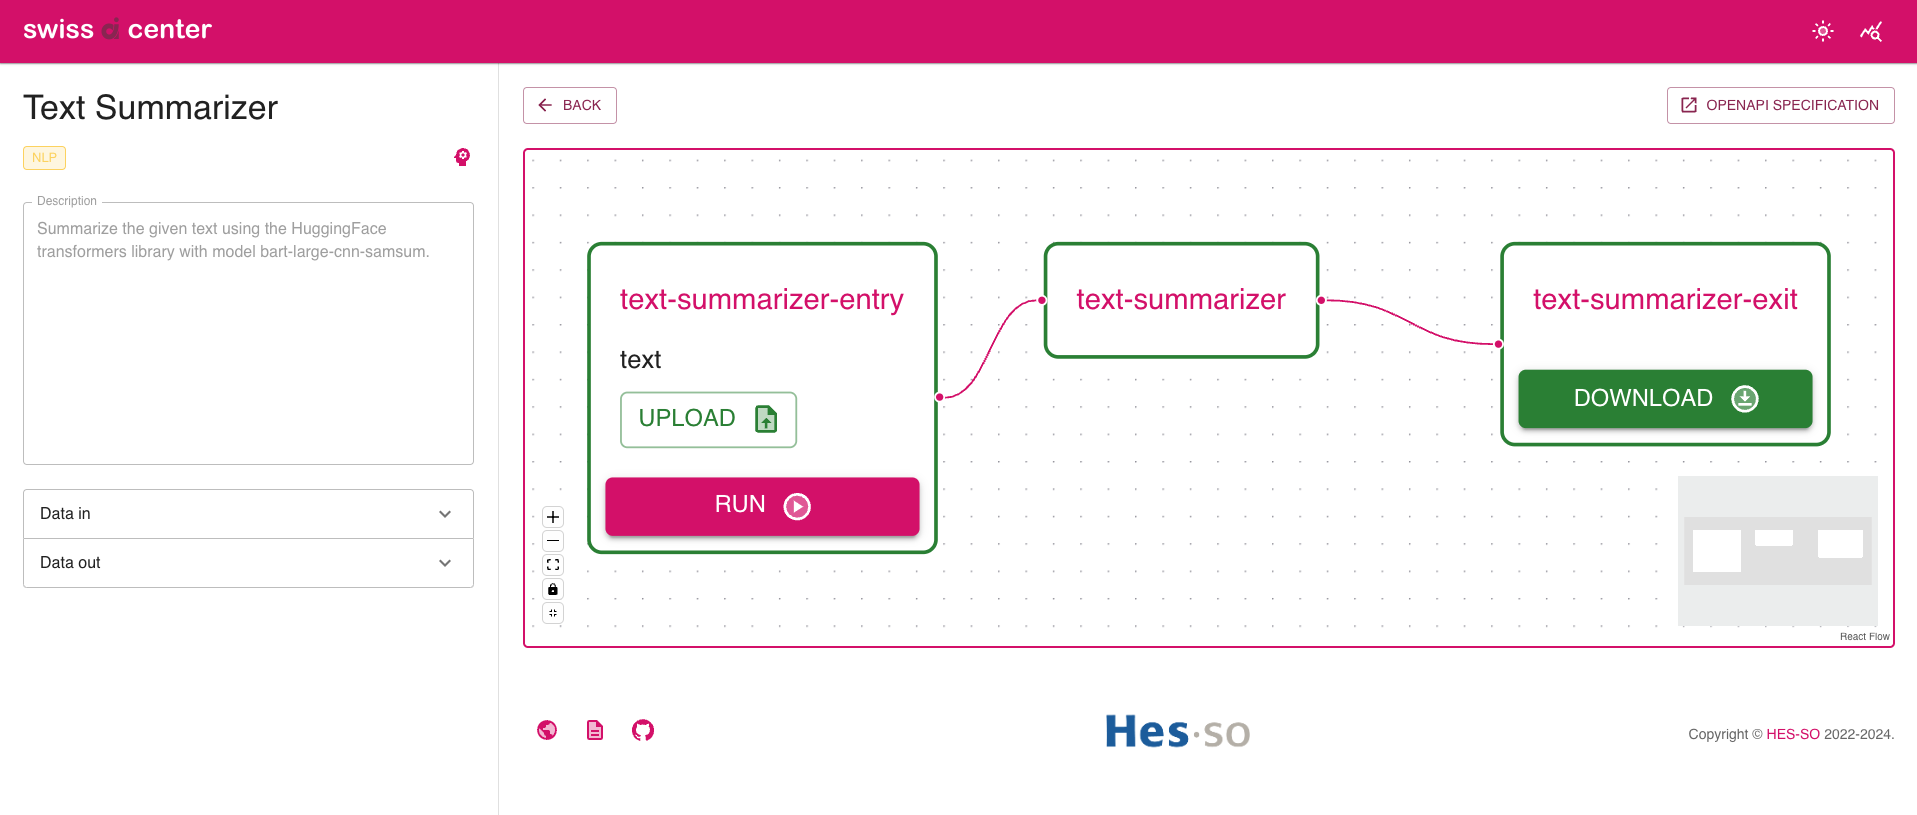 swiss ai center
Text Summarizer
NLP
Description
Summarize the given text using the HuggingFace
transformers library with model bart-large-cnn-samsum.
Data in
Data out
BACK
OPENAPI SPECIFICATION
text-summarizer-entry
text
UPLOAD
RUN
text-summarizer
text-summarizer-exit
DOWNLOAD
React Flow
Hes·so
Copyright © HES-SO 2022-2024.